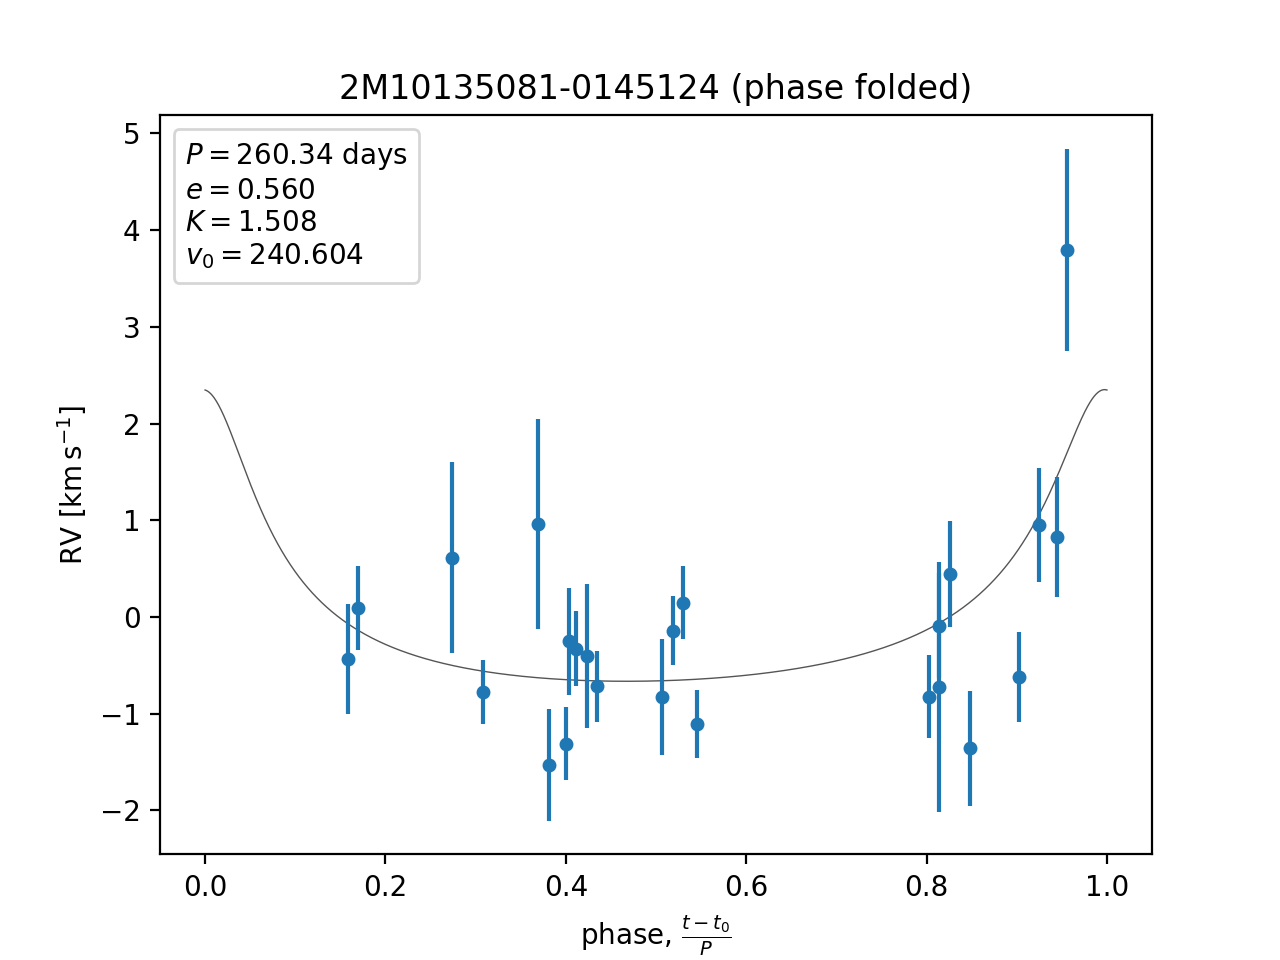 2M10135081-0145124 (phase folded)
P = 260.34 days
e = 0.560
K = 1.508
v₀ = 240.604
5
4
3
2
1
0
−1
−2
RV [km s⁻¹]
0.0 0.2 0.4 0.6 0.8 1.0
phase, (t − t₀)/P